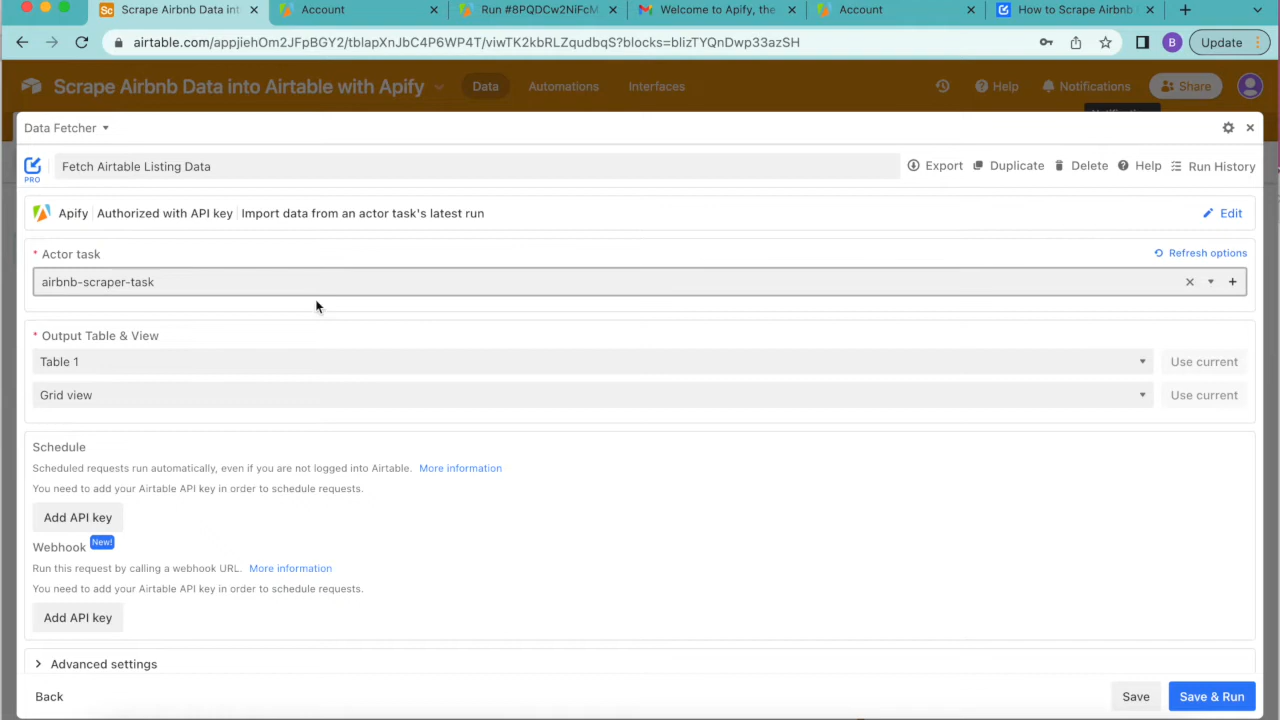 Scrape Airbnb Data int
Account
Run #8PQDCw2NiFcM
Welcome to Apify, the
Account
How to Scrape Airbnb
airtable.com/appjiehOm2JFpBGY2/tblapXnJbC4P6WP4T/viwTK2kbRLZqudbqS?blocks=blizTYQnDwp33azSH
B
Update
Scrape Airbnb Data into Airtable with Apify
Data
Automations
Interfaces
Help
Notifications
Share
Data Fetcher
PRO
Fetch Airtable Listing Data
Export
Duplicate
Delete
Help
Run History
Apify
Authorized with API key
Import data from an actor task's latest run
Edit
* Actor task
Refresh options
airbnb-scraper-task
* Output Table & View
Table 1
Use current
Grid view
Use current
Schedule
Scheduled requests run automatically, even if you are not logged into Airtable. More information
You need to add your Airtable API key in order to schedule requests.
Add API key
Webhook New!
Run this request by calling a webhook URL. More information
You need to add your Airtable API key in order to schedule requests.
Add API key
Advanced settings
Back
Save
Save & Run